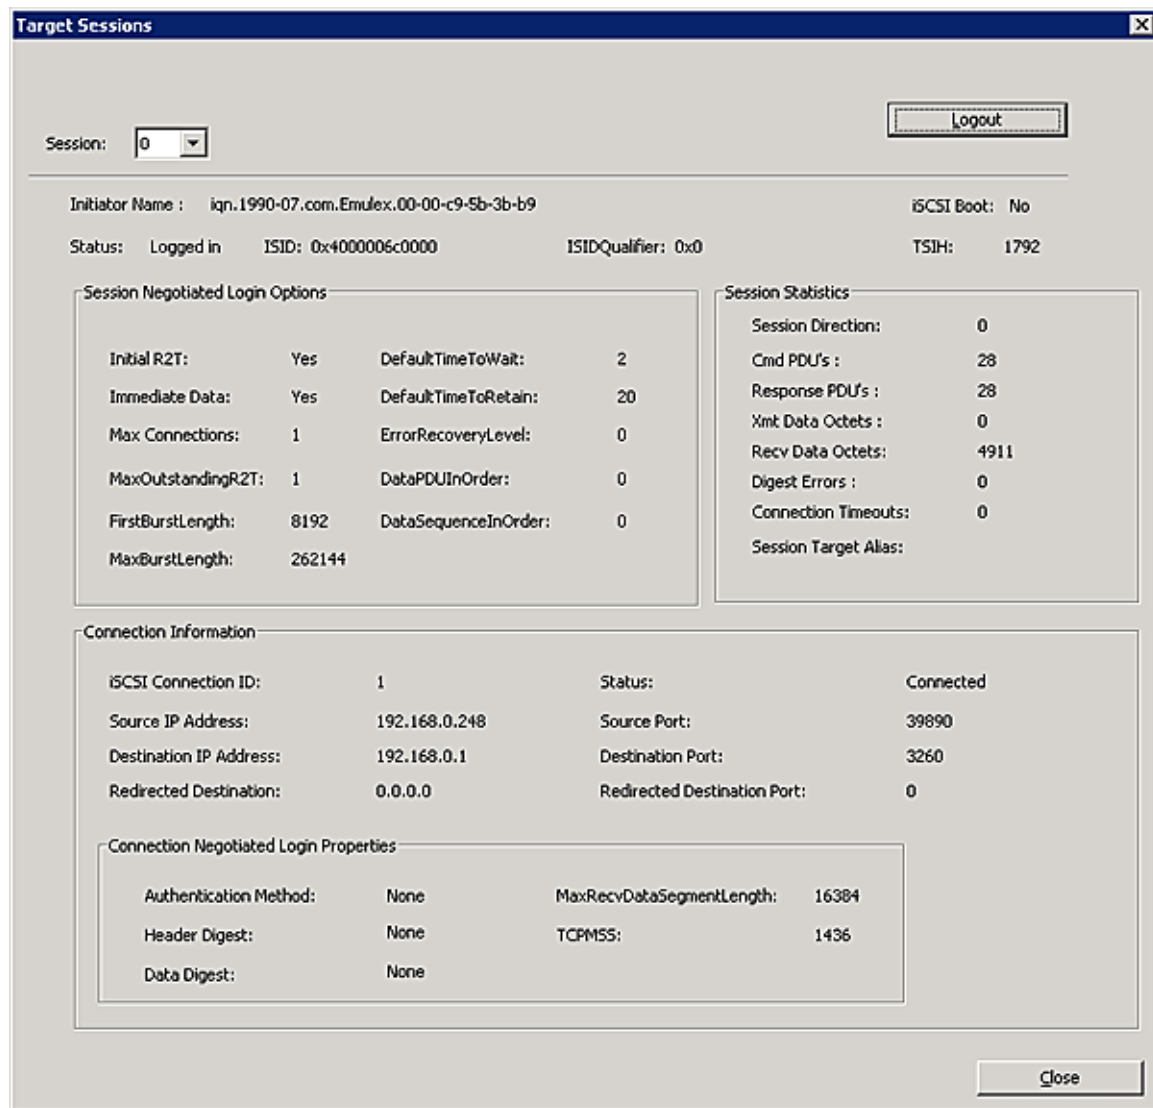 Target Sessions
Logout
Session: 0
Initiator Name : iqn.1990-07.com.Emulex.00-00-c9-5b-3b-b9 iSCSI Boot: No
Status: Logged in ISID: 0x4000006c0000 ISIDQualifier: 0x0 TSIH: 1792
Session Negotiated Login Options
Initial R2T: Yes DefaultTimeToWait: 2
Immediate Data: Yes DefaultTimeToRetain: 20
Max Connections: 1 ErrorRecoveryLevel: 0
MaxOutstandingR2T: 1 DataPDUInOrder: 0
FirstBurstLength: 8192 DataSequenceInOrder: 0
MaxBurstLength: 262144
Session Statistics
Session Direction: 0
Cmd PDU's : 28
Response PDU's : 28
Xmt Data Octets : 0
Recv Data Octets: 4911
Digest Errors : 0
Connection Timeouts: 0
Session Target Alias:
Connection Information
iSCSI Connection ID: 1 Status: Connected
Source IP Address: 192.168.0.248 Source Port: 39890
Destination IP Address: 192.168.0.1 Destination Port: 3260
Redirected Destination: 0.0.0.0 Redirected Destination Port: 0
Connection Negotiated Login Properties
Authentication Method: None MaxRecvDataSegmentLength: 16384
Header Digest: None TCPMSS: 1436
Data Digest: None
Close